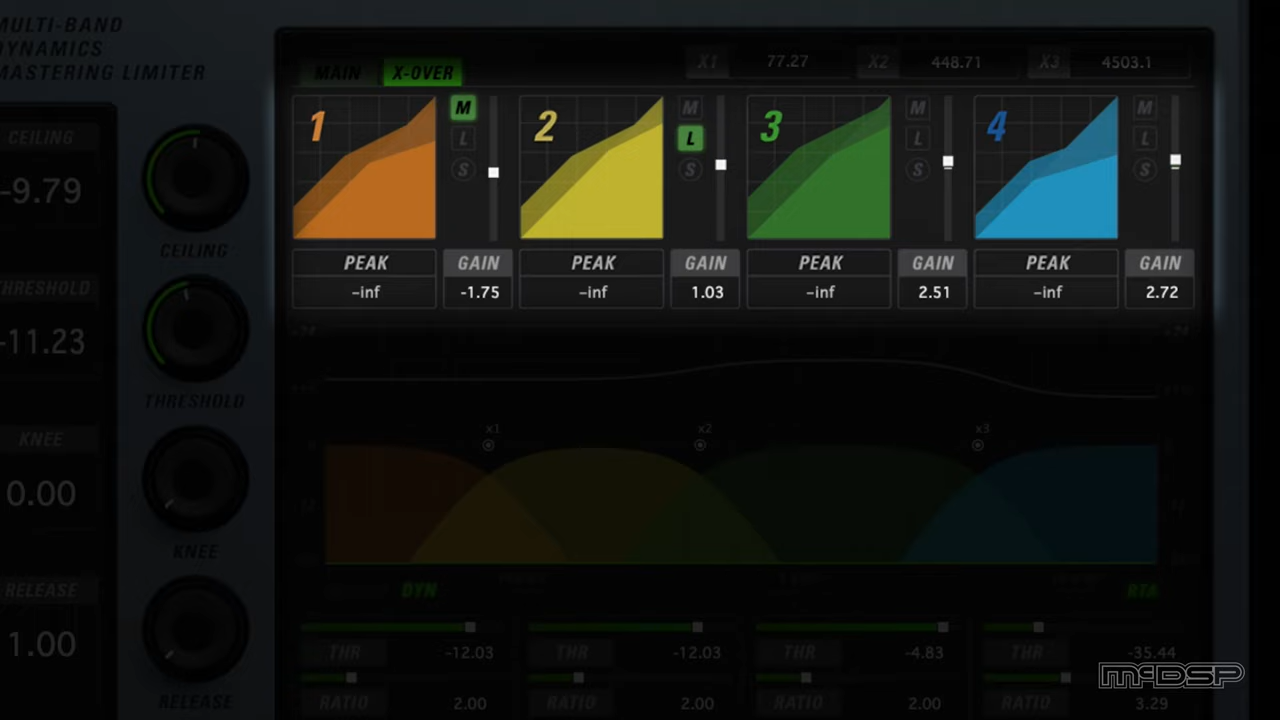 MULTI-BAND
DYNAMICS
MASTERING LIMITER
MAIN X-OVER X1 77.27 X2 448.71 X3 4503.1
1 M L S 2 M L S 3 M L S 4 M L S
PEAK GAIN PEAK GAIN PEAK GAIN PEAK GAIN
-inf -1.75 -inf 1.03 -inf 2.51 -inf 2.72
CEILING
-9.79
CEILING
THRESHOLD
-11.23
THRESHOLD
KNEE
0.00
KNEE
RELEASE
1.00
RELEASE
x1 x2 x3
DYN RTA
THR -12.03 THR -12.03 THR -4.83 THR -35.44
RATIO 2.00 RATIO 2.00 RATIO 2.00 RATIO 3.29
McDSP